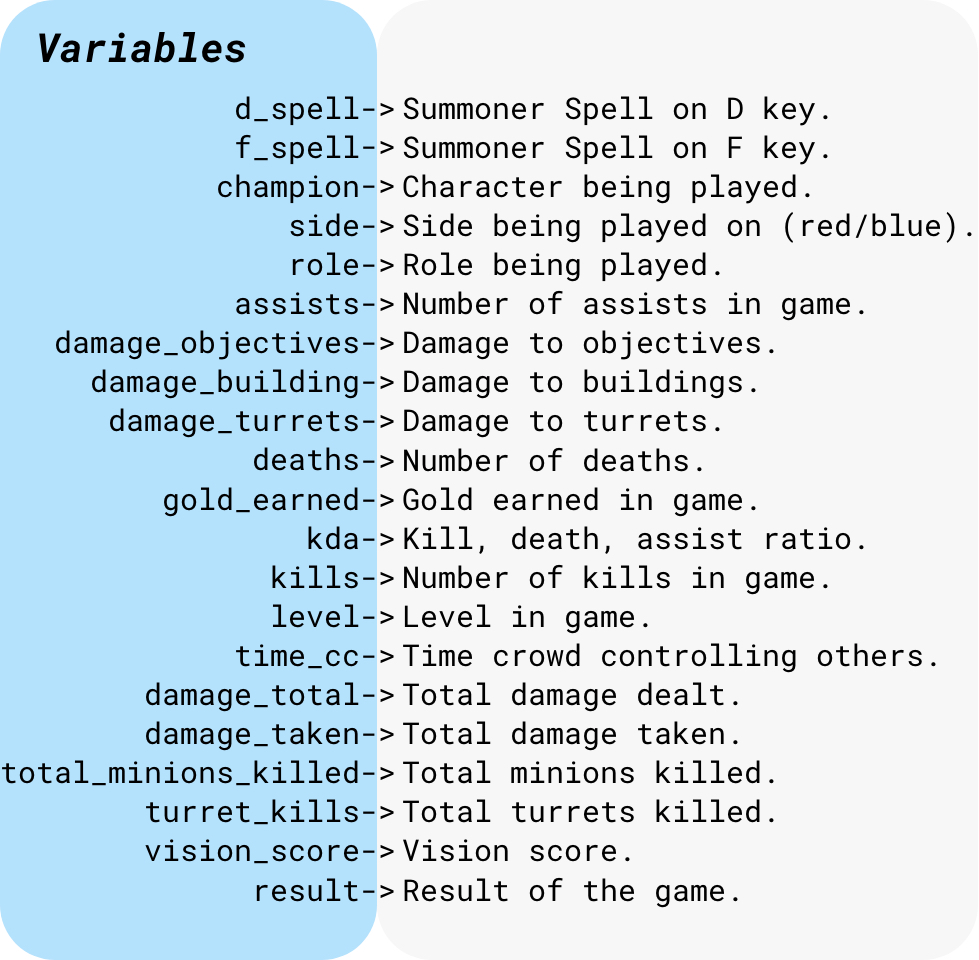 Variables
d_spell-> Summoner Spell on D key.
f_spell-> Summoner Spell on F key.
champion-> Character being played.
side-> Side being played on (red/blue).
role-> Role being played.
assists-> Number of assists in game.
damage_objectives-> Damage to objectives.
damage_building-> Damage to buildings.
damage_turrets-> Damage to turrets.
deaths-> Number of deaths.
gold_earned-> Gold earned in game.
kda-> Kill, death, assist ratio.
kills-> Number of kills in game.
level-> Level in game.
time_cc-> Time crowd controlling others.
damage_total-> Total damage dealt.
damage_taken-> Total damage taken.
total_minions_killed-> Total minions killed.
turret_kills-> Total turrets killed.
vision_score-> Vision score.
result-> Result of the game.